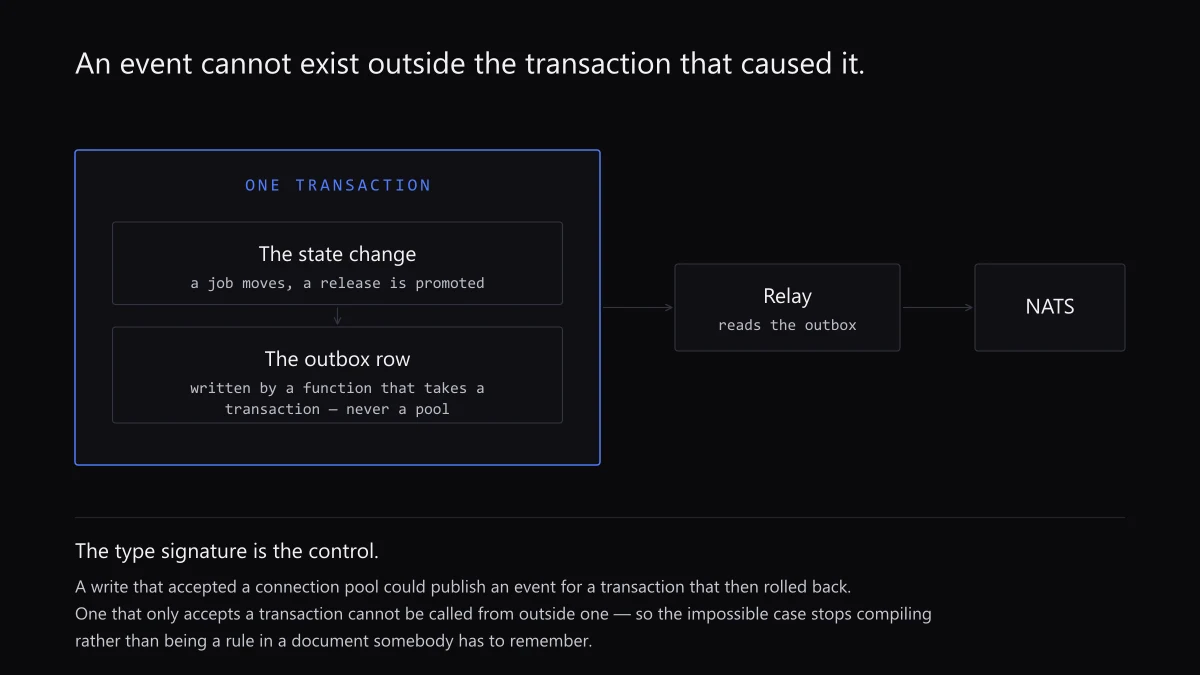 An event cannot exist outside the transaction that caused it.
ONE TRANSACTION
The state change
a job moves, a release is promoted
The outbox row
written by a function that takes a
transaction — never a pool
Relay
reads the outbox
NATS
The type signature is the control.
A write that accepted a connection pool could publish an event for a transaction that then rolled back.
One that only accepts a transaction cannot be called from outside one — so the impossible case stops compiling
rather than being a rule in a document somebody has to remember.